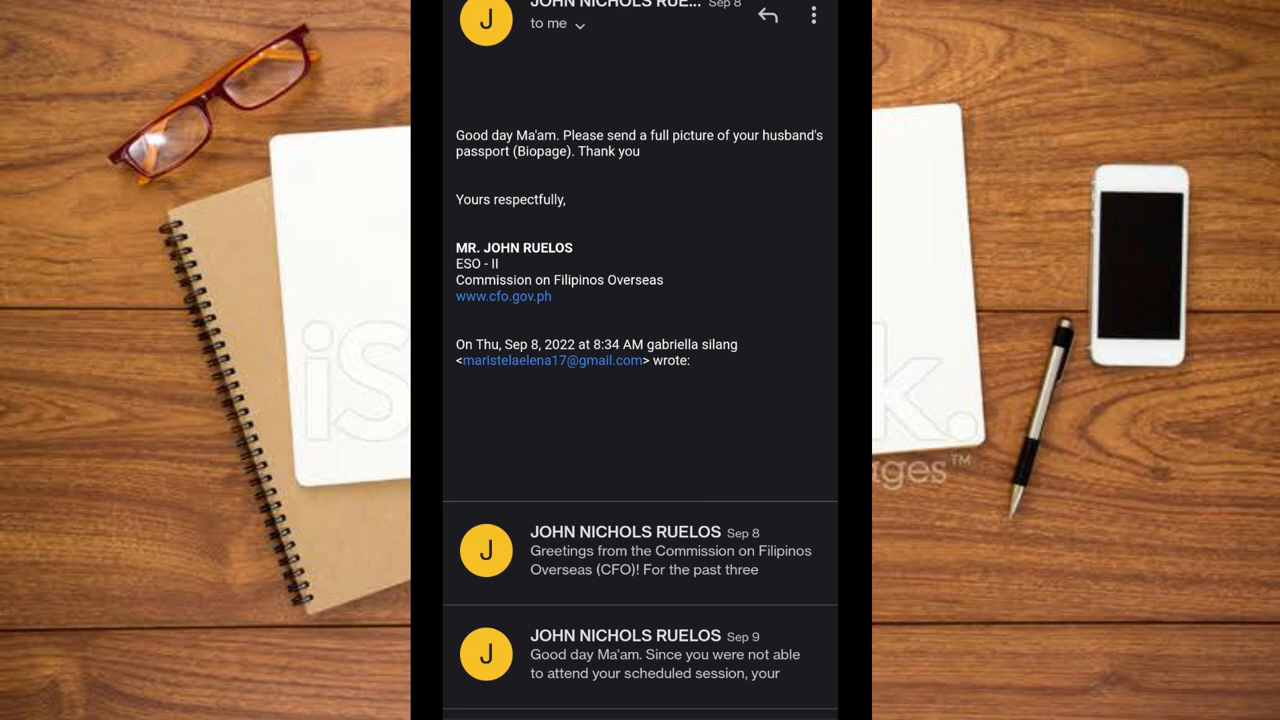 JOHN NICHOLS RUE... Sep 8
to me
J
Good day Ma'am. Please send a full picture of your husband's
passport (Biopage). Thank you
Yours respectfully,
MR. JOHN RUELOS
ESO - II
Commission on Filipinos Overseas
www.cfo.gov.ph
On Thu, Sep 8, 2022 at 8:34 AM gabriella silang
<maristelaelena17@gmail.com> wrote:
J
JOHN NICHOLS RUELOS Sep 8
Greetings from the Commission on Filipinos
Overseas (CFO)! For the past three
J
JOHN NICHOLS RUELOS Sep 9
Good day Ma'am. Since you were not able
to attend your scheduled session, your